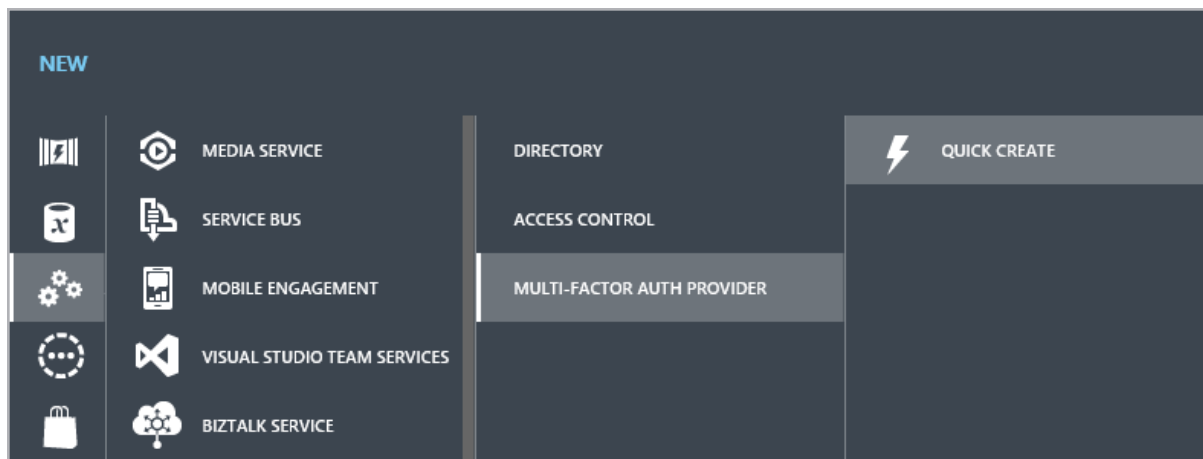 NEW
MEDIA SERVICE
SERVICE BUS
MOBILE ENGAGEMENT
VISUAL STUDIO TEAM SERVICES
BIZTALK SERVICE
DIRECTORY
ACCESS CONTROL
MULTI-FACTOR AUTH PROVIDER
QUICK CREATE